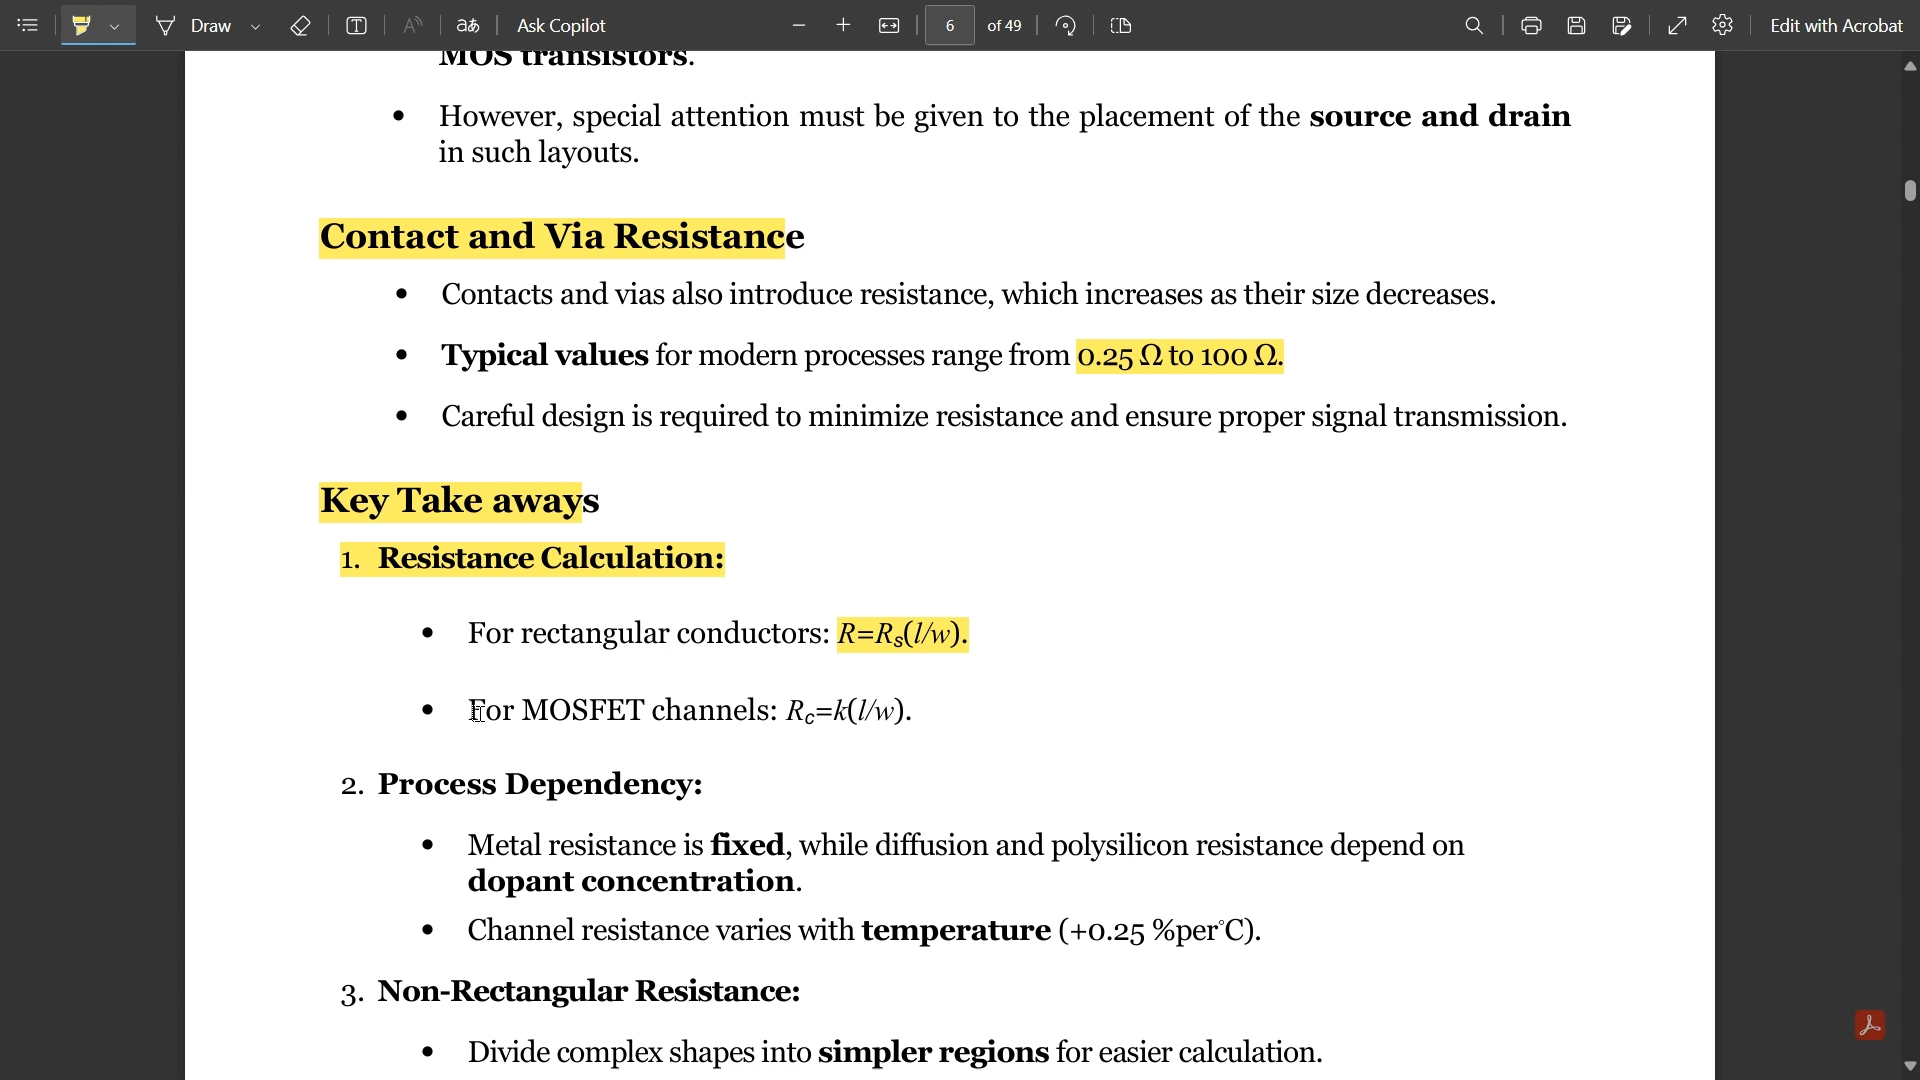 Draw
T
A
aあ
Ask Copilot
6
of 49
Edit with Acrobat
MOS transistors.
• However, special attention must be given to the placement of the source and drain
in such layouts.
Contact and Via Resistance
• Contacts and vias also introduce resistance, which increases as their size decreases.
• Typical values for modern processes range from 0.25 Ω to 100 Ω.
• Careful design is required to minimize resistance and ensure proper signal transmission.
Key Take aways
1. Resistance Calculation:
• For rectangular conductors: R=Rₛ(l/w).
• For MOSFET channels: R꜀=k(l/w).
2. Process Dependency:
• Metal resistance is fixed, while diffusion and polysilicon resistance depend on
dopant concentration.
• Channel resistance varies with temperature (+0.25 %per°C).
3. Non-Rectangular Resistance:
• Divide complex shapes into simpler regions for easier calculation.